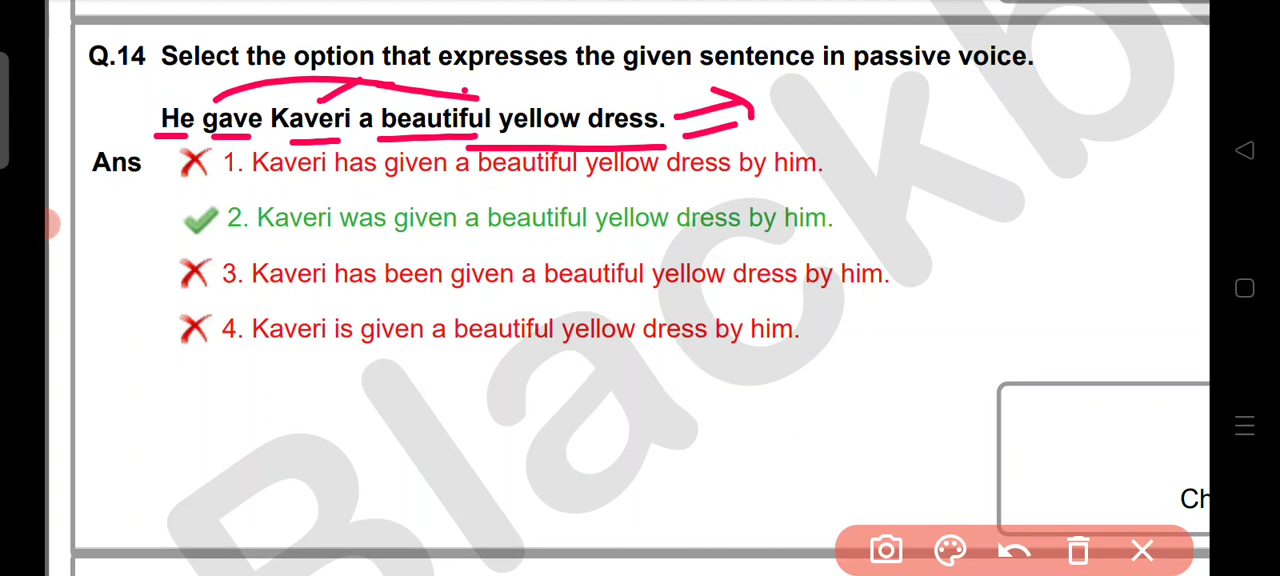 Q.14 Select the option that expresses the given sentence in passive voice.
He gave Kaveri a beautiful yellow dress.
Ans 1. Kaveri has given a beautiful yellow dress by him.
2. Kaveri was given a beautiful yellow dress by him.
3. Kaveri has been given a beautiful yellow dress by him.
4. Kaveri is given a beautiful yellow dress by him.
Ch
Blackb